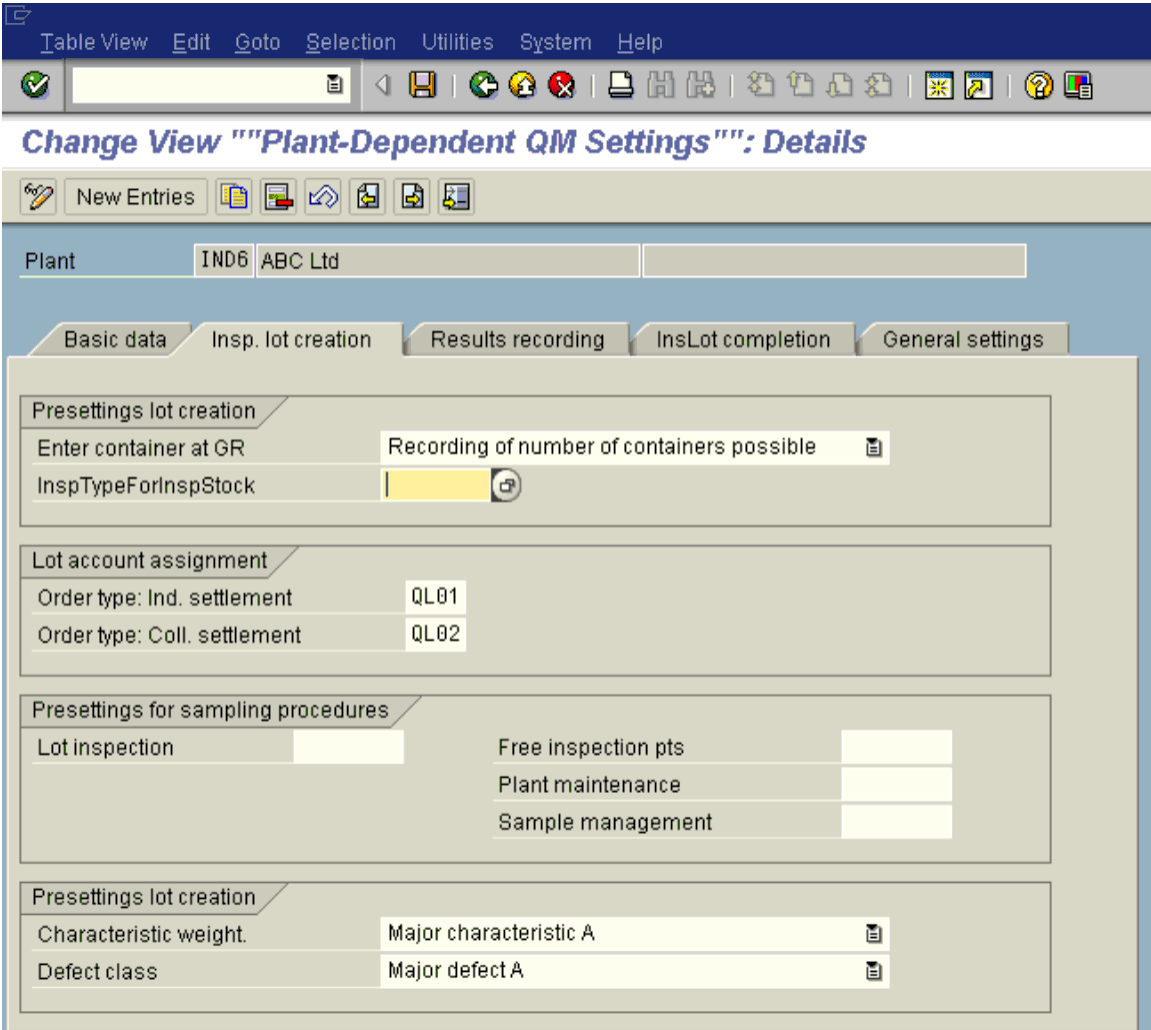 Table View Edit Goto Selection Utilities System Help
Change View ""Plant-Dependent QM Settings"": Details
New Entries
Plant IND6 ABC Ltd
Basic data Insp. lot creation Results recording InsLot completion General settings
Presettings lot creation
Enter container at GR Recording of number of containers possible
InspTypeForInspStock
Lot account assignment
Order type: Ind. settlement QL01
Order type: Coll. settlement QL02
Presettings for sampling procedures
Lot inspection Free inspection pts
Plant maintenance
Sample management
Presettings lot creation
Characteristic weight. Major characteristic A
Defect class Major defect A